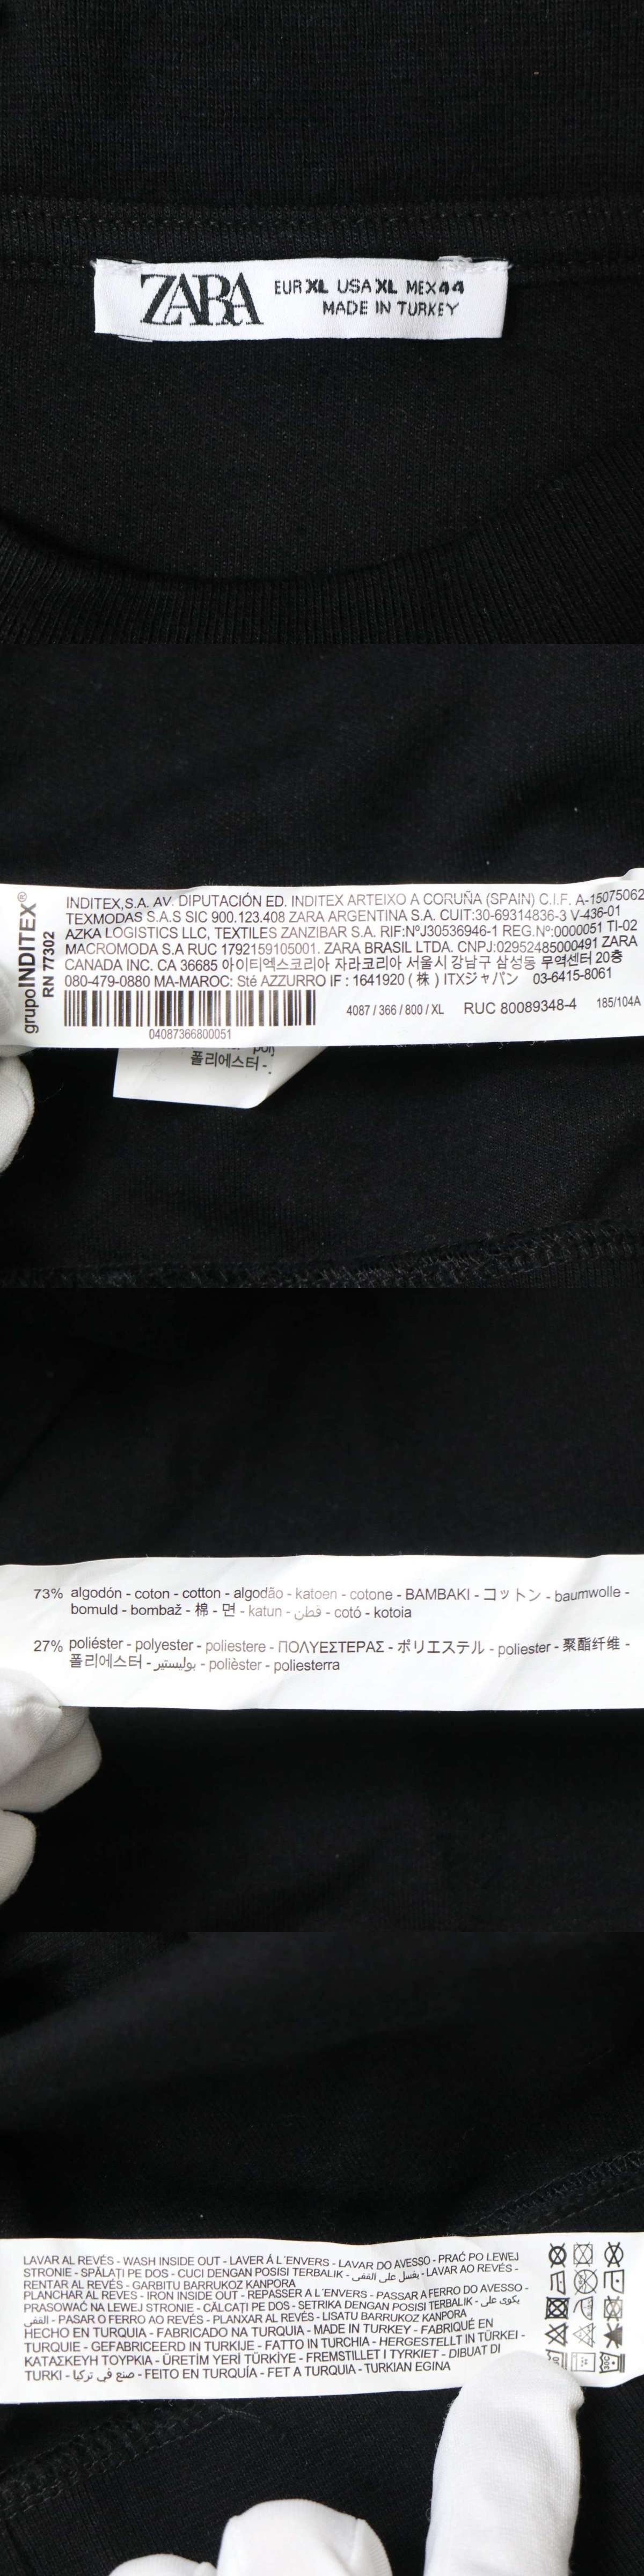 ZARA
EUR XL USA XL MEX 44
MADE IN TURKEY
grupo INDITEX®
RN 77302
INDITEX,S.A. AV. DIPUTACIÓN ED. INDITEX ARTEIXO A CORUÑA (SPAIN) C.I.F. A-15075062
TEXMODAS S.A.S SIC 900.123.408 ZARA ARGENTINA S.A. CUIT:30-69314836-3 V-436-01
AZKA LOGISTICS LLC, TEXTILES ZANZIBAR S.A. RIF:NºJ30536946-1 REG.Nº:0000051 TI-02
MACROMODA S.A RUC 1792159105001. ZARA BRASIL LTDA. CNPJ:02952485000491 ZARA
CANADA INC. CA 36685 아이티엑스코리아 자라코리아 서울시 강남구 삼성동 무역센터 20층
080-479-0880 MA-MAROC: Sté AZZURRO IF : 1641920 ( 株 ) ITXジャパン 03-6415-8061
4087 / 366 / 800 / XL RUC 80089348-4 185/104A
04087366800051
폴리에스터 -
73% algodón - coton - cotton - algodão - katoen - cotone - ΒΑΜΒΑΚΙ - コットン - baumwolle -
bomuld - bombaž - 棉 - 면 - katun - قطن - cotó - kotoia
27% poliéster - polyester - poliestere - ΠΟΛΥΕΣΤΕΡΑΣ - ポリエステル - poliester - 聚酯纤维 -
폴리에스터 - بوليستير - polièster - poliesterra
LAVAR AL REVÉS - WASH INSIDE OUT - LAVER À L´ENVERS - LAVAR DO AVESSO - PRAĆ PO LEWEJ
STRONIE - SPĂLAŢI PE DOS - CUCI DENGAN POSISI TERBALIK - يغسل على القفى - LAVAR AO REVÉS -
RENTAR AL REVÉS - GARBITU BARRUKOZ KANPORA
PLANCHAR AL REVÉS - IRON INSIDE OUT - REPASSER A L´ENVERS - PASSAR A FERRO DO AVESSO -
PRASOWAĆ NA LEWEJ STRONIE - CĂLCAŢI PE DOS - SETRIKA DENGAN POSISI TERBALIK - يكوى على
القفى - PASAR O FERRO AO REVÉS - PLANXAR AL REVÉS - LISATU BARRUKOZ KANPORA
HECHO EN TURQUIA - FABRICADO NA TURQUIA - MADE IN TURKEY - FABRIQUÉ EN
TURQUIE - GEFABRICEERD IN TURKIJE - FATTO IN TURCHIA - HERGESTELLT IN TÜRKEI -
ΚΑΤΑΣΚΕΥΗ ΤΟΥΡΚΙΑ - ÜRETİM YERİ TÜRKİYE - FREMSTILLET I TYRKIET - DIBUAT DI
TURKI - صنع في تركيا - FEITO EN TURQUÍA - FET A TURQUIA - TURKIAN EGINA